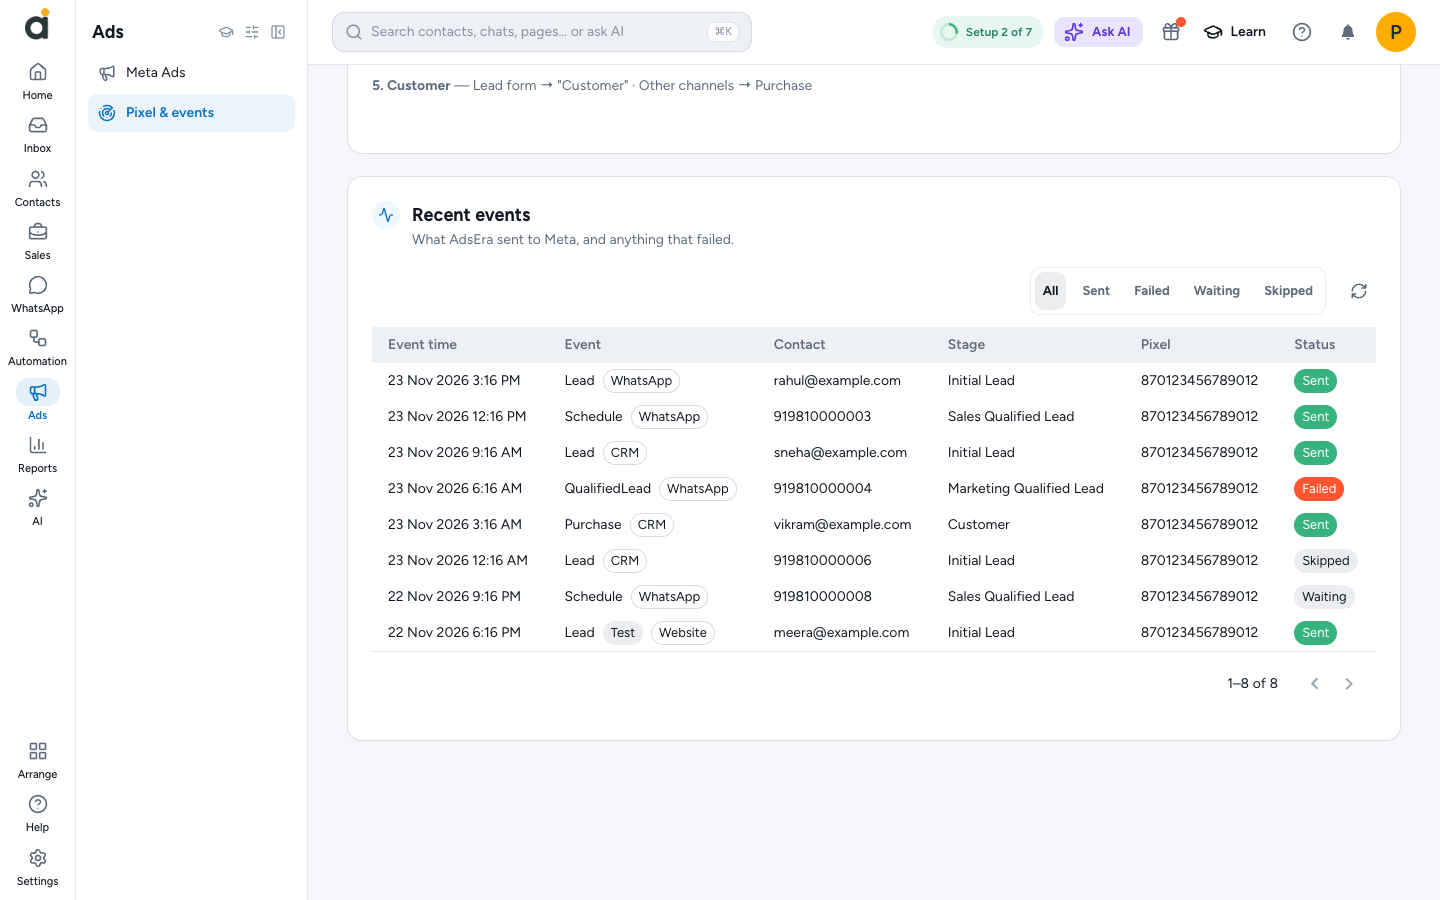 Ads
Search contacts, chats, pages... or ask AI
⌘K
Setup 2 of 7
Ask AI
Learn
P
Home
Inbox
Contacts
Sales
WhatsApp
Automation
Ads
Reports
AI
Arrange
Help
Settings
Meta Ads
Pixel & events
5. Customer — Lead form → "Customer" · Other channels → Purchase
Recent events
What AdsEra sent to Meta, and anything that failed.
All Sent Failed Waiting Skipped
Event time Event Contact Stage Pixel Status
23 Nov 2026 3:16 PM Lead WhatsApp rahul@example.com Initial Lead 870123456789012 Sent
23 Nov 2026 12:16 PM Schedule WhatsApp 919810000003 Sales Qualified Lead 870123456789012 Sent
23 Nov 2026 9:16 AM Lead CRM sneha@example.com Initial Lead 870123456789012 Sent
23 Nov 2026 6:16 AM QualifiedLead WhatsApp 919810000004 Marketing Qualified Lead 870123456789012 Failed
23 Nov 2026 3:16 AM Purchase CRM vikram@example.com Customer 870123456789012 Sent
23 Nov 2026 12:16 AM Lead CRM 919810000006 Initial Lead 870123456789012 Skipped
22 Nov 2026 9:16 PM Schedule WhatsApp 919810000008 Sales Qualified Lead 870123456789012 Waiting
22 Nov 2026 6:16 PM Lead Test Website meera@example.com Initial Lead 870123456789012 Sent
1–8 of 8